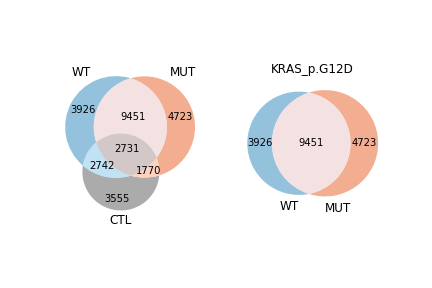 WT MUT
3926 9451 4723
2731
2742 1770
3555
CTL
KRAS_p.G12D
3926 9451 4723
WT MUT